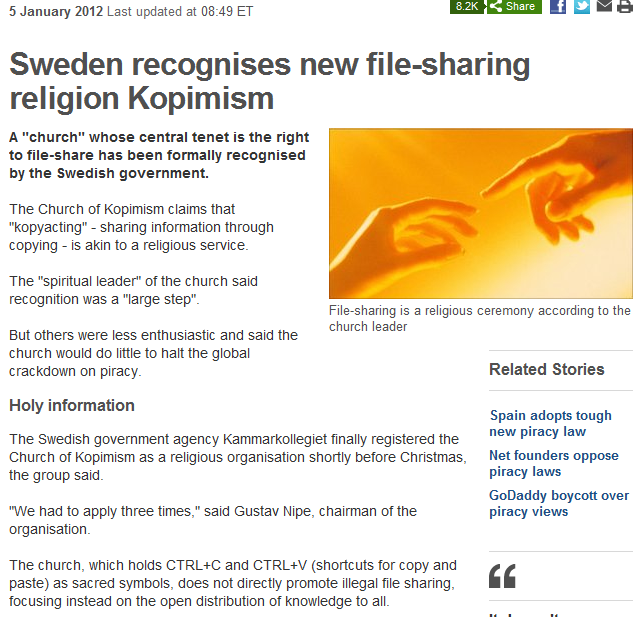 5 January 2012 Last updated at 08:49 ET
8.2K Share
Sweden recognises new file-sharing
religion Kopimism
A "church" whose central tenet is the right
to file-share has been formally recognised
by the Swedish government.
The Church of Kopimism claims that
"kopyacting" - sharing information through
copying - is akin to a religious service.
The "spiritual leader" of the church said
recognition was a "large step".
But others were less enthusiastic and said the
church would do little to halt the global
crackdown on piracy.
File-sharing is a religious ceremony according to the
church leader
Holy information
The Swedish government agency Kammarkollegiet finally registered the
Church of Kopimism as a religious organisation shortly before Christmas,
the group said.
"We had to apply three times," said Gustav Nipe, chairman of the
organisation.
The church, which holds CTRL+C and CTRL+V (shortcuts for copy and
paste) as sacred symbols, does not directly promote illegal file sharing,
focusing instead on the open distribution of knowledge to all.
Related Stories
Spain adopts tough
new piracy law
Net founders oppose
piracy laws
GoDaddy boycott over
piracy views